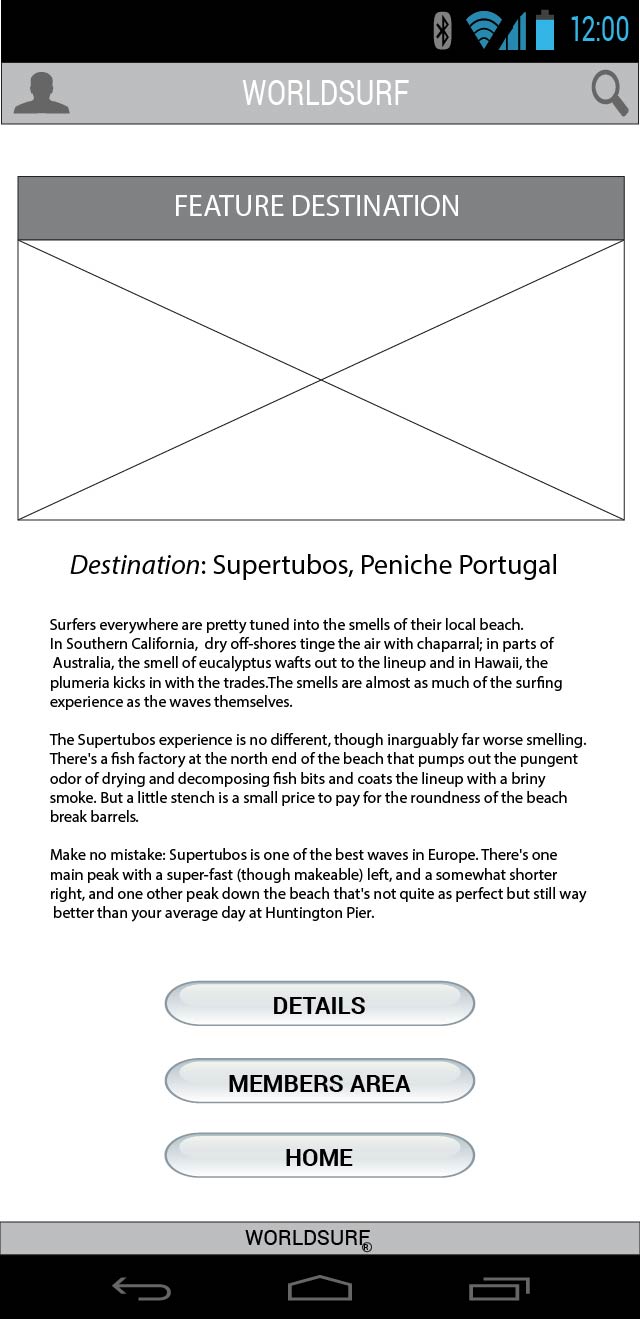 12:00
WORLDSURF
FEATURE DESTINATION
Destination: Supertubos, Peniche Portugal
Surfers everywhere are pretty tuned into the smells of their local beach.
In Southern California,  dry off-shores tinge the air with chaparral; in parts of
Australia, the smell of eucalyptus wafts out to the lineup and in Hawaii, the
plumeria kicks in with the trades.The smells are almost as much of the surfing
experience as the waves themselves.
The Supertubos experience is no different, though inarguably far worse smelling.
There's a fish factory at the north end of the beach that pumps out the pungent
odor of drying and decomposing fish bits and coats the lineup with a briny
smoke. But a little stench is a small price to pay for the roundness of the beach
break barrels.
Make no mistake: Supertubos is one of the best waves in Europe. There's one
main peak with a super-fast (though makeable) left, and a somewhat shorter
right, and one other peak down the beach that's not quite as perfect but still way
better than your average day at Huntington Pier.
DETAILS
MEMBERS AREA
HOME
WORLDSURF®